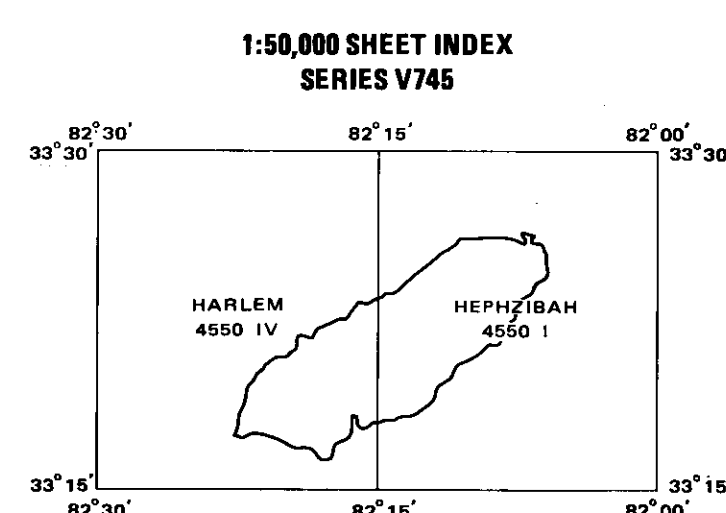 1:50,000 SHEET INDEX
SERIES V745
82°30′ 82°15′ 82°00′
33°30′ 33°30
HARLEM HEPHZIBAH
4550 IV 4550 I
33°15′ 33°15
82°30′ 82°15′ 82°00′